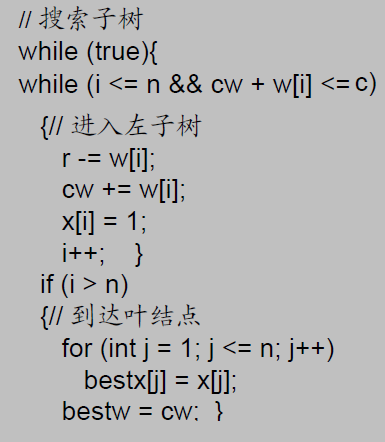 // 搜索子树
while (true){
while (i <= n && cw + w[i] <= c)
{// 进入左子树
r -= w[i];
cw += w[i];
x[i] = 1;
i++; }
if (i > n)
{// 到达叶结点
for (int j = 1; j <= n; j++)
bestx[j] = x[j];
bestw = cw; }